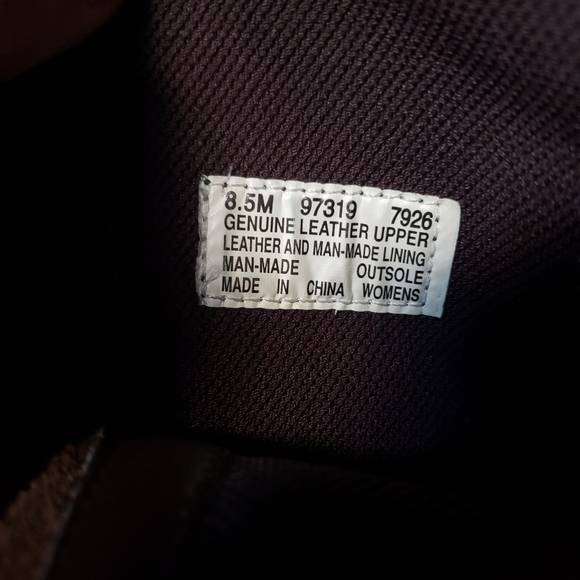 8.5M 97319 7926
GENUINE LEATHER UPPER
LEATHER AND MAN-MADE LINING
MAN-MADE OUTSOLE
MADE IN CHINA WOMENS